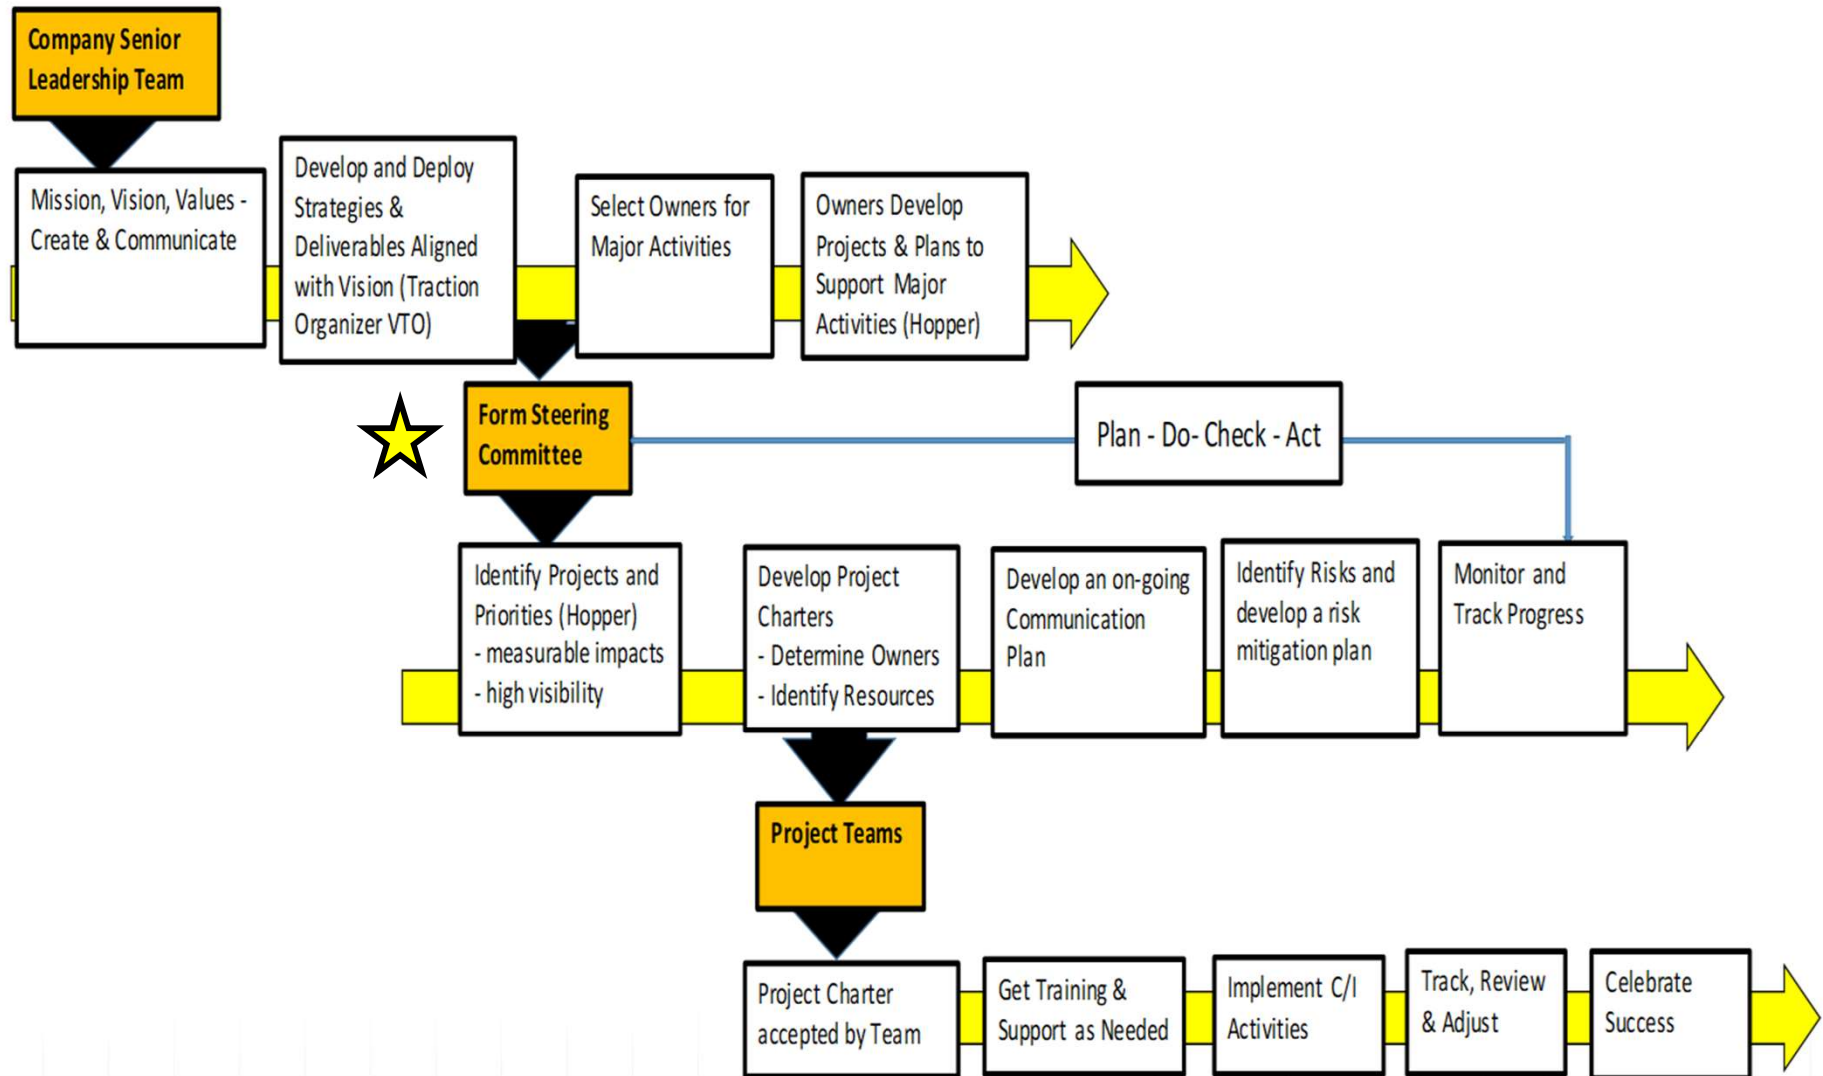 Company Senior
Leadership Team
Mission, Vision, Values -
Create & Communicate
Develop and Deploy
Strategies &
Deliverables Aligned
with Vision (Traction
Organizer VTO)
Select Owners for
Major Activities
Owners Develop
Projects & Plans to
Support Major
Activities (Hopper)
Form Steering
Committee
Plan - Do- Check - Act
Identify Projects and
Priorities (Hopper)
- measurable impacts
- high visibility
Develop Project
Charters
- Determine Owners
- Identify Resources
Develop an on-going
Communication
Plan
Identify Risks and
develop a risk
mitigation plan
Monitor and
Track Progress
Project Teams
Project Charter
accepted by Team
Get Training &
Support as Needed
Implement C/I
Activities
Track, Review
& Adjust
Celebrate
Success